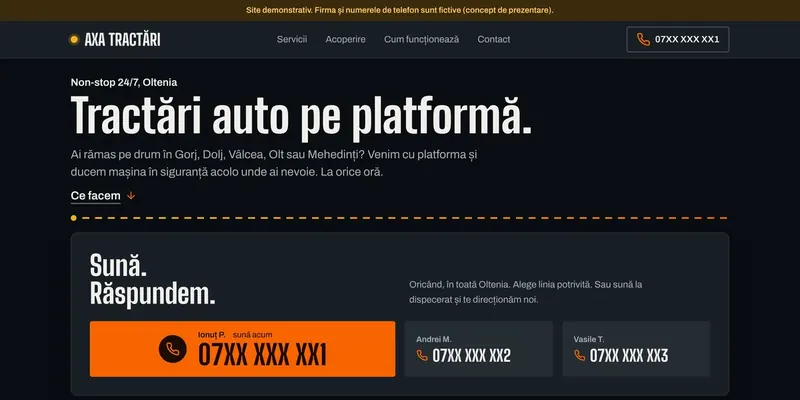 Site demonstrativ. Firma și numerele de telefon sunt fictive (concept de prezentare).
AXA TRACTĂRI
Servicii
Acoperire
Cum funcționează
Contact
07XX XXX XX1
Non-stop 24/7, Oltenia
Tractări auto pe platformă.
Ai rămas pe drum în Gorj, Dolj, Vâlcea, Olt sau Mehedinți? Venim cu platforma și
ducem mașina în siguranță acolo unde ai nevoie. La orice oră.
Ce facem
Sună.
Răspundem.
Oricând, în toată Oltenia. Alege linia potrivită. Sau sună la
dispecerat și te direcționăm noi.
Ionuț P. sună acum
07XX XXX XX1
Andrei M.
07XX XXX XX2
Vasile T.
07XX XXX XX3